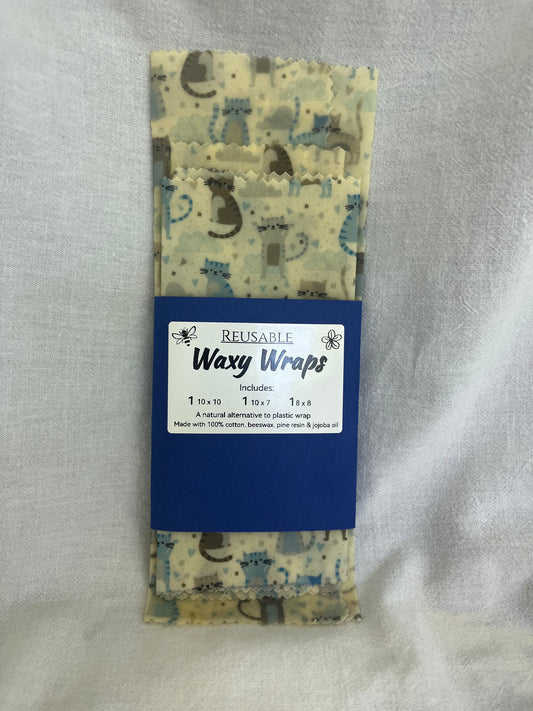 REUSABLE
Waxy Wraps
Includes:
1 10 x 10 1 10 x 7 1 8 x 8
A natural alternative to plastic wrap
Made with 100% cotton, beeswax, pine resin & jojoba oil